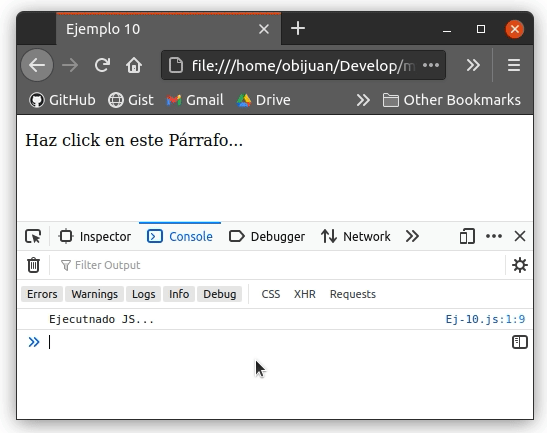 Ejemplo 10
file:///home/obijuan/Develop/m
GitHub Gist Gmail Drive Other Bookmarks
Haz click en este Párrafo...
Inspector Console Debugger Network
Filter Output
Errors Warnings Logs Info Debug CSS XHR Requests
Ejecutnado JS... Ej-10.js:1:9